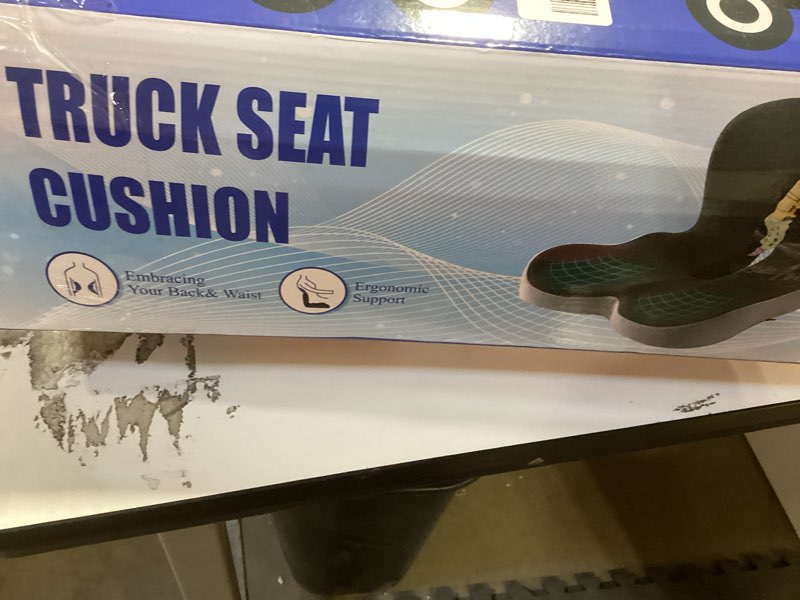 TRUCK SEAT
CUSHION
Embracing
Your Back& Waist
Ergonomic
Support